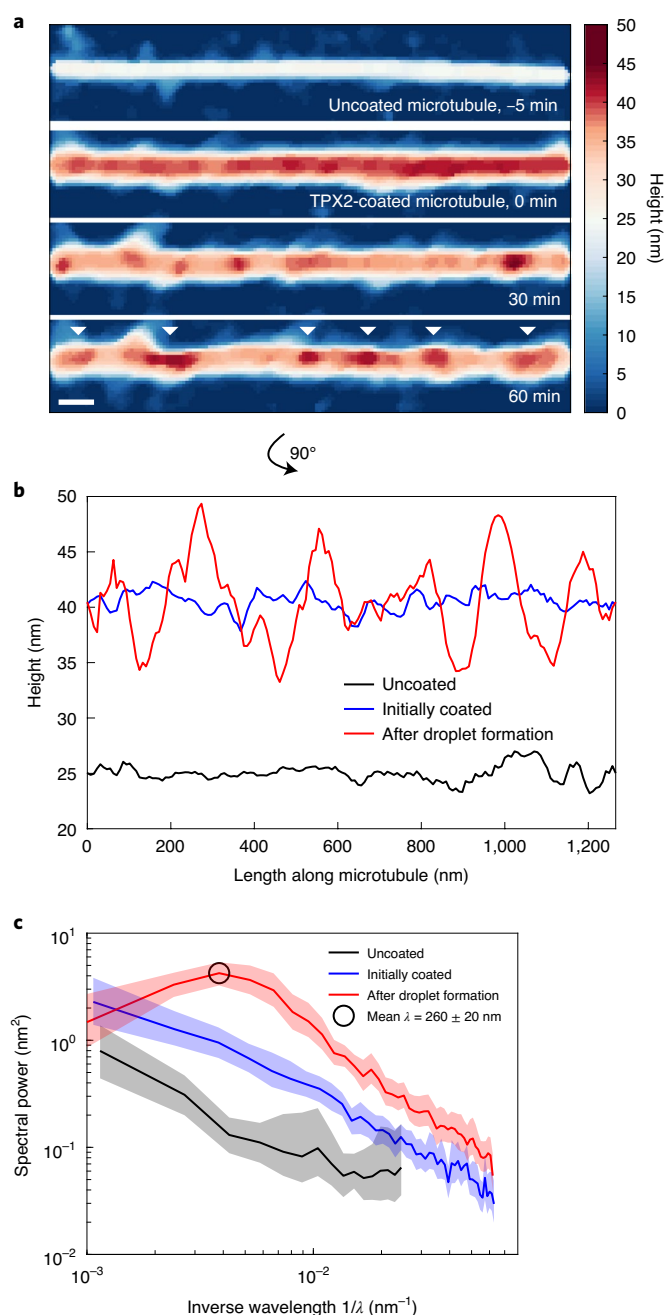 a
Uncoated microtubule, −5 min
TPX2-coated microtubule, 0 min
30 min
60 min
50
45
40
35
30
25
20
15
10
5
0
Height (nm)
90°
b
50
45
40
35
30
25
20
Height (nm)
Uncoated
Initially coated
After droplet formation
0
200
400
600
800
1,000
1,200
Length along microtubule (nm)
c
10¹
10⁰
10⁻¹
10⁻²
Spectral power (nm²)
Uncoated
Initially coated
After droplet formation
Mean λ = 260 ± 20 nm
10⁻³
10⁻²
Inverse wavelength 1/λ (nm⁻¹)